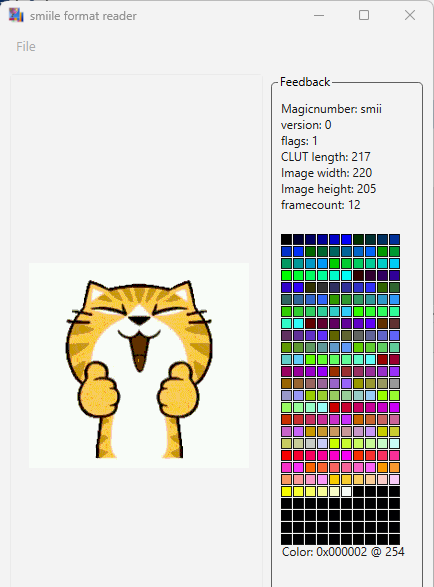 smiile format reader
File
Feedback
Magicnumber: smii
version: 0
flags: 1
CLUT length: 217
Image width: 220
Image height: 205
framecount: 12
Color: 0x000002 @ 254